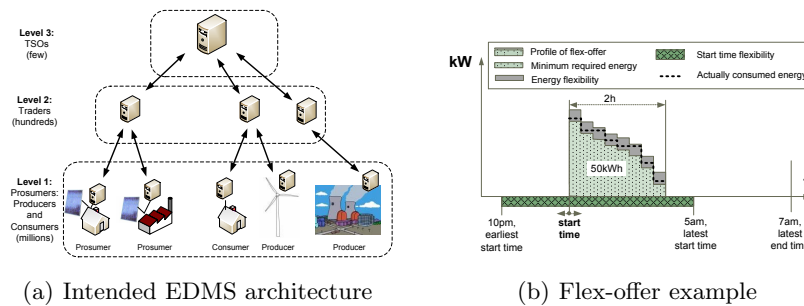 Level 3:
TSOs
(few)
Level 2:
Traders
(hundreds)
Level 1:
Prosumers:
Producers
and
Consumers
(millions)
Prosumer
Prosumer
Consumer
Producer
Producer
(a) Intended EDMS architecture
kW
Profile of flex-offer
Minimum required energy
Energy flexibility
Start time flexibility
Actually consumed energy
2h
50kWh
10pm,
earliest
start time
start
time
5am,
latest
start time
7am,
latest
end time
(b) Flex-offer example